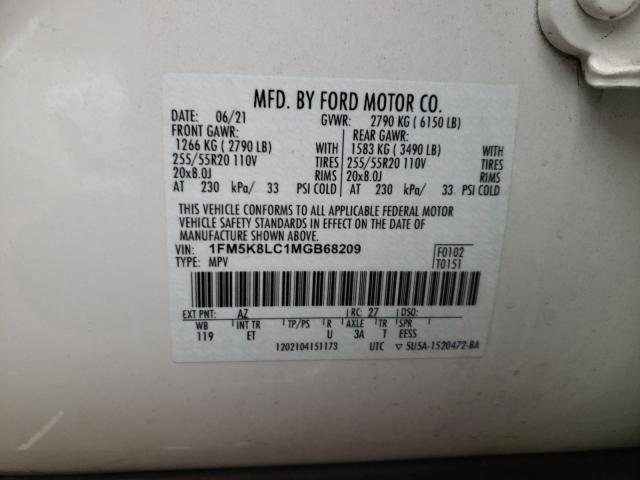 MFD. BY FORD MOTOR CO.
DATE: 06/21 GVWR: 2790 KG ( 6150 LB)
FRONT GAWR: REAR GAWR:
1266 KG ( 2790 LB) WITH 1583 KG ( 3490 LB) WITH
255/55R20 110V TIRES 255/55R20 110V TIRES
20x8.0J RIMS 20x8.0J RIMS
AT 230 kPa/ 33 PSI COLD AT 230 kPa/ 33 PSI COLD
THIS VEHICLE CONFORMS TO ALL APPLICABLE FEDERAL MOTOR
VEHICLE SAFETY STANDARDS IN EFFECT ON THE DATE OF
MANUFACTURE SHOWN ABOVE.
VIN: 1FM5K8LC1MGB68209 F0102
TYPE: MPV T0151
EXT PNT: AZ RC: 27 DSO:
WB INT TR TP/PS R AXLE TR SPR
119 ET U 3A T EESS
1202104151173 UTC ▽ 5U5A-1520472-BA